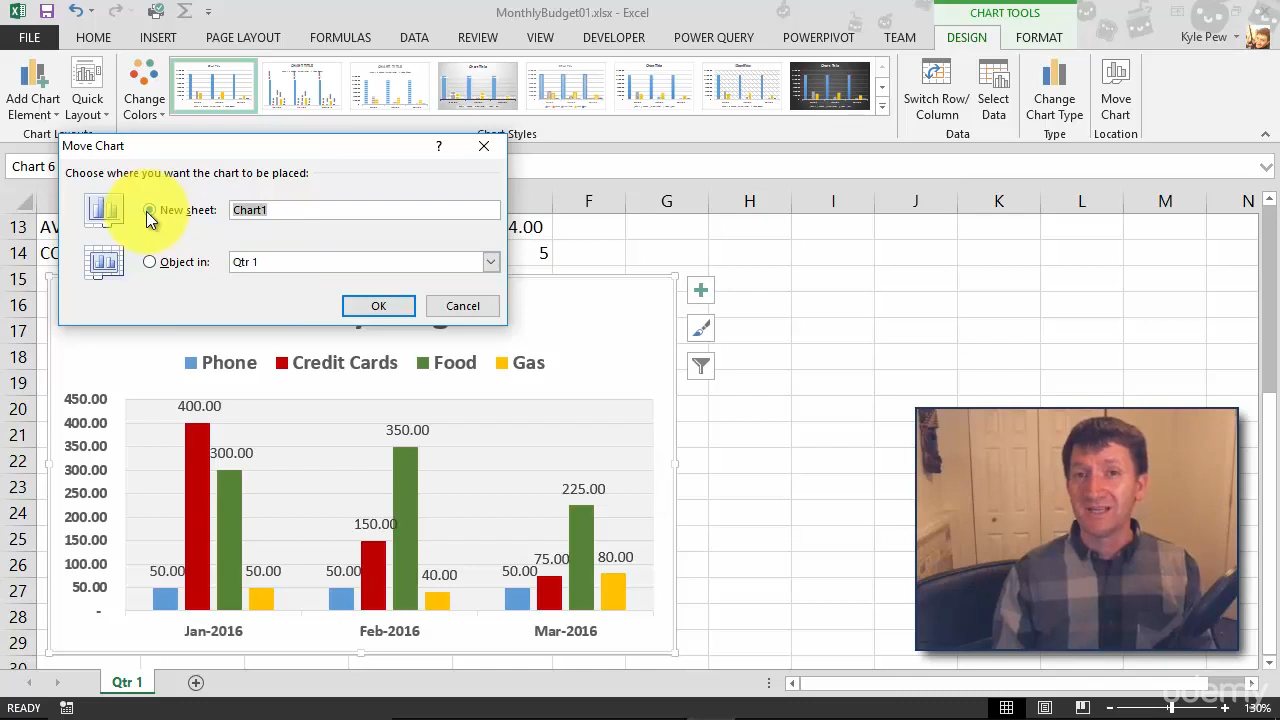 MonthlyBudget01.xlsx - Excel
CHART TOOLS
FILE HOME INSERT PAGE LAYOUT FORMULAS DATA REVIEW VIEW DEVELOPER POWER QUERY POWERPIVOT TEAM DESIGN FORMAT Kyle Pew
Add Chart Element
Quick Layout
Change Colors
Switch Row/ Column
Select Data
Change Chart Type
Move Chart
Chart Styles
Data
Type
Location
Chart 6
Move Chart
?
Choose where you want the chart to be placed:
New sheet: Chart1
Object in: Qtr 1
OK Cancel
F G H I J K L M N
13 4.00
14 5
15
16
17
18
19
20
21
22
23
24
25
26
27
28
29
30
Phone Credit Cards Food Gas
450.00
400.00
350.00
300.00
250.00
200.00
150.00
100.00
50.00
-
50.00 400.00 300.00 50.00
50.00 150.00 350.00 40.00
50.00 75.00 225.00 80.00
Jan-2016 Feb-2016 Mar-2016
Qtr 1
READY
130%
udemy